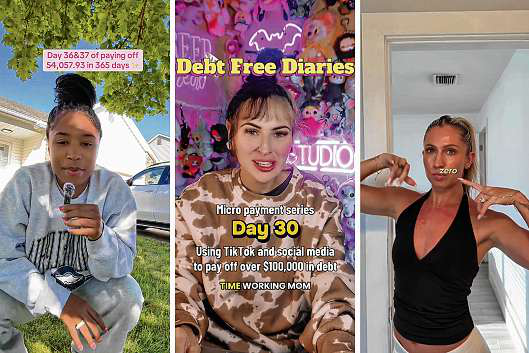 Day 36&37 of paying off
54,057.93 in 365 days
Debt Free Diaries
STUDIO
Micro payment series
Day 30
Using TikTok and social media
to pay off over $100,000 in debt
TIME WORKING MOM
zero